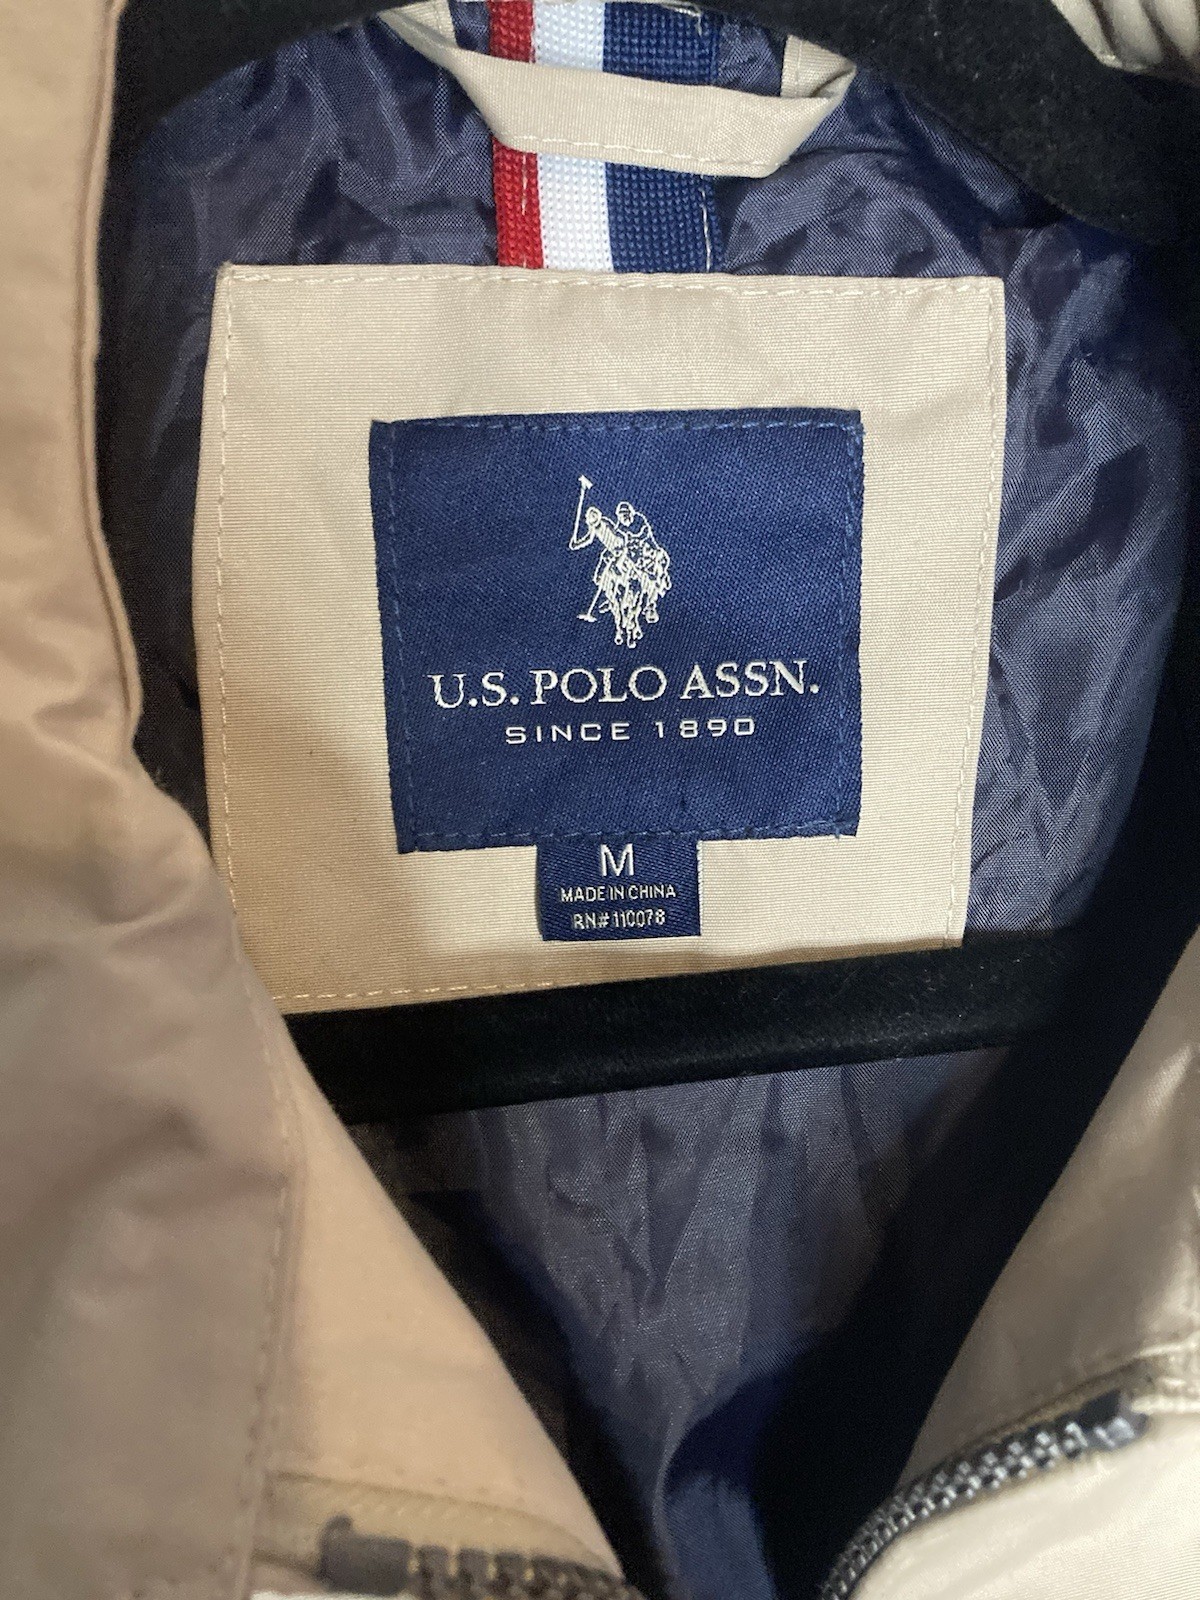 U.S. POLO ASSN.
SINCE 1890
M
MADE IN CHINA
RN# 110078